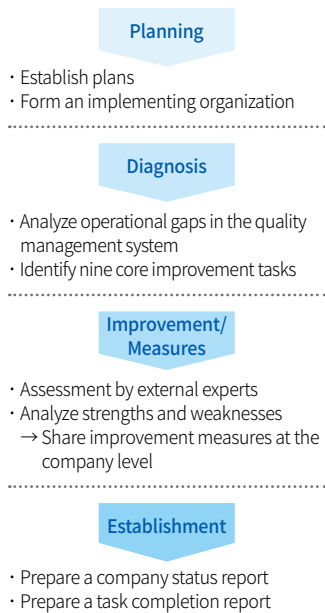 Planning
· Establish plans
· Form an implementing organization
Diagnosis
· Analyze operational gaps in the quality
management system
· Identify nine core improvement tasks
Improvement/
Measures
· Assessment by external experts
· Analyze strengths and weaknesses
→ Share improvement measures at the
company level
Establishment
· Prepare a company status report
· Prepare a task completion report